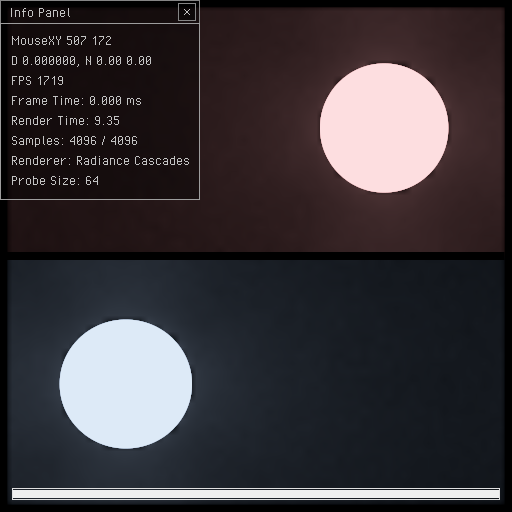 Info Panel
MouseXY 507 172
D 0.000000, N 0.00 0.00
FPS 1719
Frame Time: 0.000 ms
Render Time: 9.35
Samples: 4096 / 4096
Renderer: Radiance Cascades
Probe Size: 64